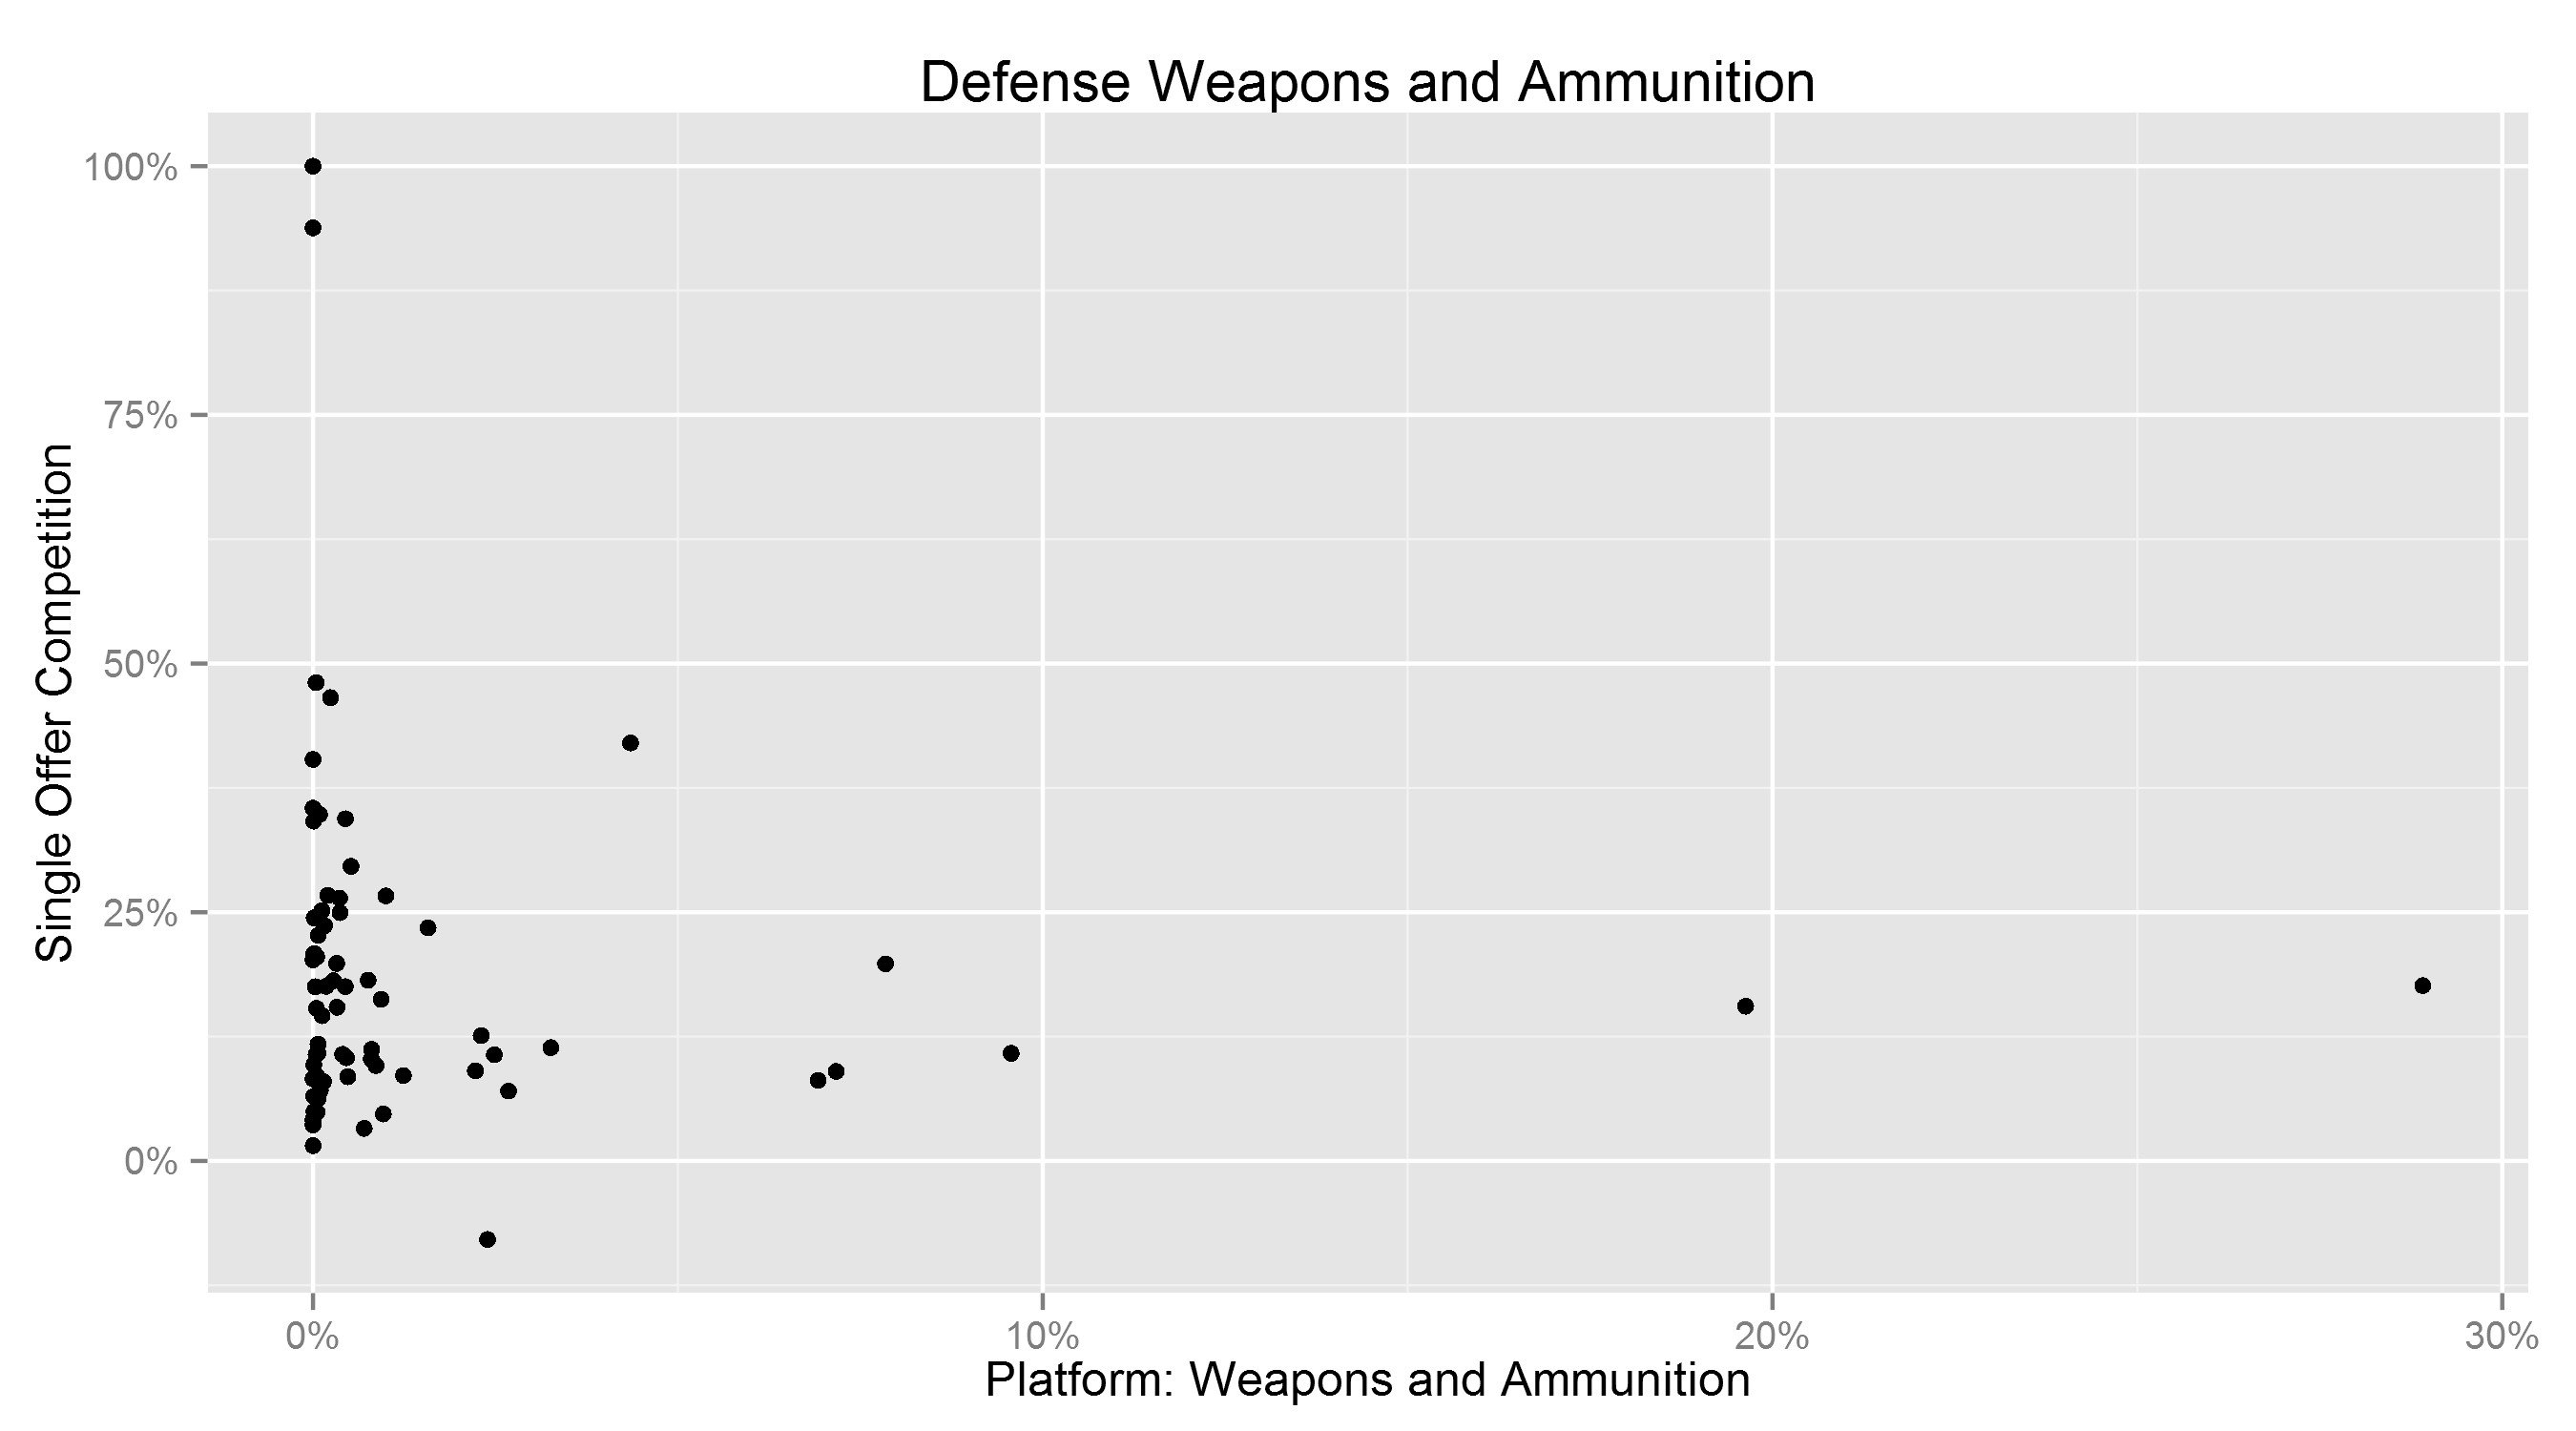 Defense Weapons and Ammunition
100%
75%
50%
25%
0%
Single Offer Competition
0% 10% 20% 30%
Platform: Weapons and Ammunition